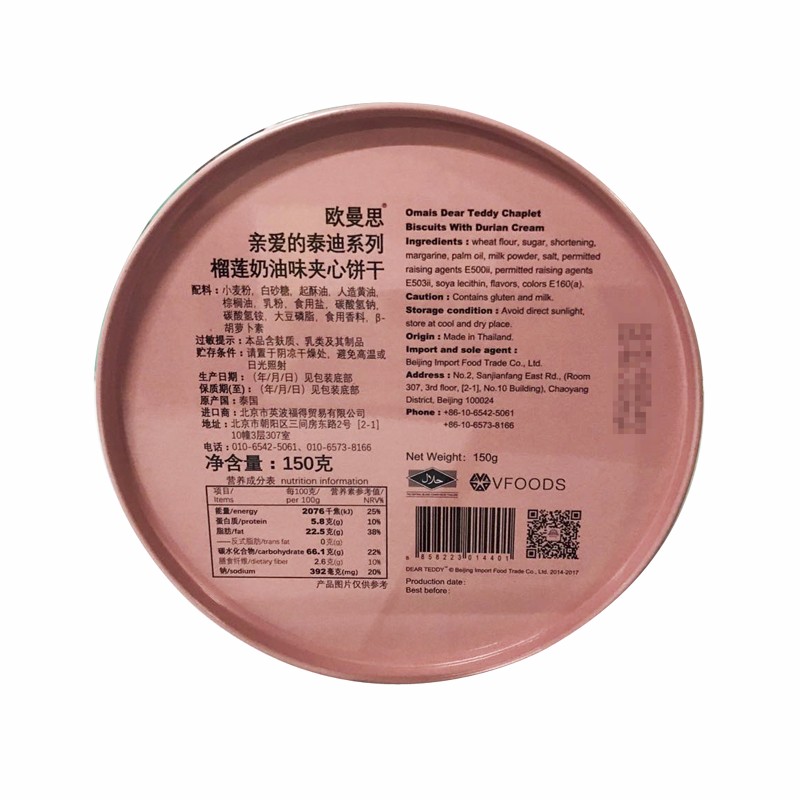 欧曼思®
亲爱的泰迪系列
榴莲奶油味夹心饼干
配料：小麦粉，白砂糖，起酥油，人造黄油，
棕榈油，乳粉，食用盐，碳酸氢钠，
碳酸氢铵，大豆磷脂，食用香料，β-
胡萝卜素
过敏提示：本品含麸质、乳类及其制品
贮存条件：请置于阴凉干燥处、避免高温或
日光照射
生产日期：（年/月/日）见包装底部
保质期(至)：（年/月/日）见包装底部
原产国：泰国
进口商：北京市英波福得贸易有限公司
地址：北京市朝阳区三间房东路2号 [2-1]
10幢3层307室
电话：010-6542-5061、010-6573-8166
净含量：150克
营养成分表 nutrition information
项目/ 每100克/ 营养素参考值/
Items per 100g NRV%
能量/energy 2076千焦(kJ) 25%
蛋白质/protein 5.8克(g) 10%
脂肪/fat 22.5克(g) 38%
——反式脂肪/trans fat 0克(g)
碳水化合物/carbohydrate 66.1克(g) 22%
膳食纤维/dietary fiber 2.6克(g) 10%
钠/sodium 392毫克(mg) 20%
产品图片仅供参考
Omais Dear Teddy Chaplet
Biscuits With Durian Cream
Ingredients : wheat flour, sugar, shortening,
margarine, palm oil, milk powder, salt, permitted
raising agents E500ii, permitted raising agents
E503ii, soya lecithin, flavors, colors E160(a).
Caution : Contains gluten and milk.
Storage condition : Avoid direct sunlight,
store at cool and dry place.
Origin : Made in Thailand.
Import and sole agent :
Beijing Import Food Trade Co., Ltd.
Address : No.2, Sanjianfang East Rd., (Room
307, 3rd floor, [2-1], No.10 Building), Chaoyang
District, Beijing 100024
Phone : +86-10-6542-5061
+86-10-6573-8166
Net Weight: 150g
حلال
VFOODS
8 858223 014401
DEAR TEDDY™ © Beijing Import Food Trade Co., Ltd. 2014-2017
Production date:
Best before: